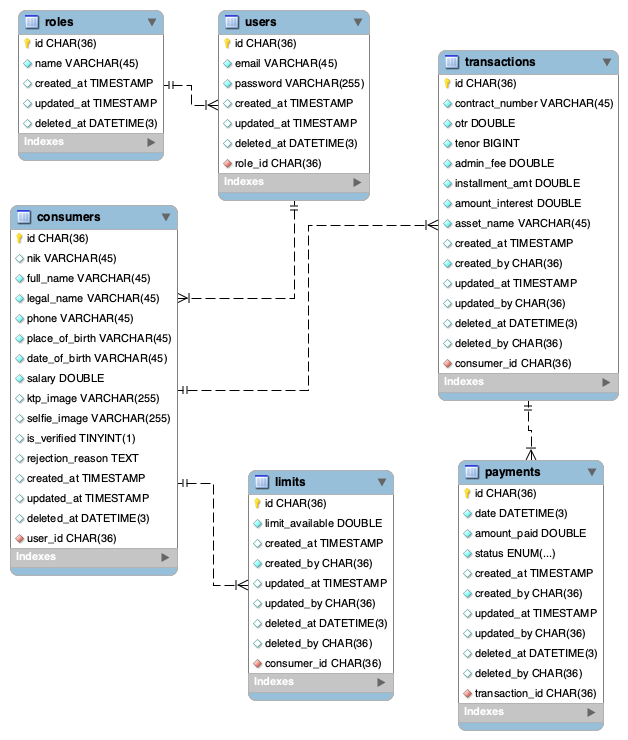 roles
id CHAR(36)
name VARCHAR(45)
created_at TIMESTAMP
updated_at TIMESTAMP
deleted_at DATETIME(3)
Indexes
users
id CHAR(36)
email VARCHAR(45)
password VARCHAR(255)
created_at TIMESTAMP
updated_at TIMESTAMP
deleted_at DATETIME(3)
role_id CHAR(36)
Indexes
transactions
id CHAR(36)
contract_number VARCHAR(45)
otr DOUBLE
tenor BIGINT
admin_fee DOUBLE
installment_amt DOUBLE
amount_interest DOUBLE
asset_name VARCHAR(45)
created_at TIMESTAMP
created_by CHAR(36)
updated_at TIMESTAMP
updated_by CHAR(36)
deleted_at DATETIME(3)
deleted_by CHAR(36)
consumer_id CHAR(36)
Indexes
consumers
id CHAR(36)
nik VARCHAR(45)
full_name VARCHAR(45)
legal_name VARCHAR(45)
phone VARCHAR(45)
place_of_birth VARCHAR(45)
date_of_birth VARCHAR(45)
salary DOUBLE
ktp_image VARCHAR(255)
selfie_image VARCHAR(255)
is_verified TINYINT(1)
rejection_reason TEXT
created_at TIMESTAMP
updated_at TIMESTAMP
deleted_at DATETIME(3)
user_id CHAR(36)
Indexes
limits
id CHAR(36)
limit_available DOUBLE
created_at TIMESTAMP
created_by CHAR(36)
updated_at TIMESTAMP
updated_by CHAR(36)
deleted_at DATETIME(3)
deleted_by CHAR(36)
consumer_id CHAR(36)
Indexes
payments
id CHAR(36)
date DATETIME(3)
amount_paid DOUBLE
status ENUM(...)
created_at TIMESTAMP
created_by CHAR(36)
updated_at TIMESTAMP
updated_by CHAR(36)
deleted_at DATETIME(3)
deleted_by CHAR(36)
transaction_id CHAR(36)
Indexes